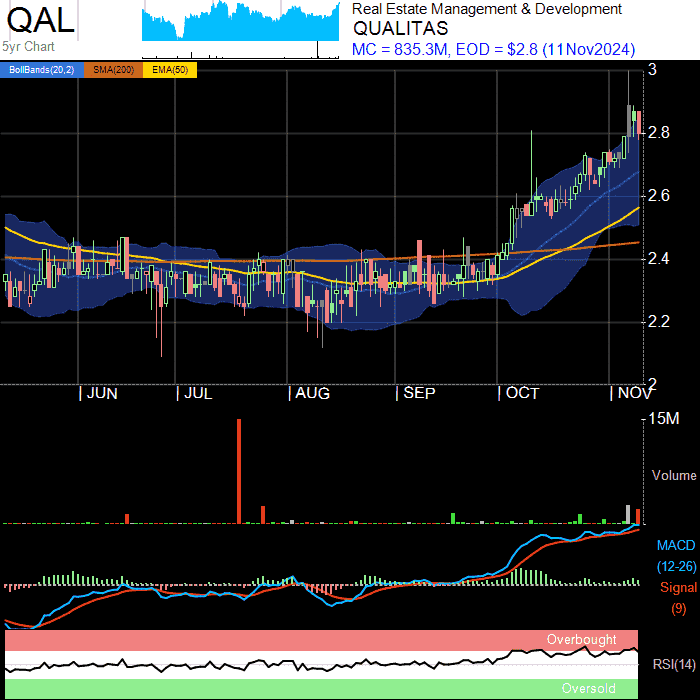 QAL
5yr Chart
Real Estate Management & Development
QUALITAS
MC = 835.3M, EOD = $2.8 (11Nov2024)
BollBands(20,2) SMA(200) EMA(50)
3
2.8
2.6
2.4
2.2
2
| JUN | JUL | AUG | SEP | OCT | NOV
15M
Volume
MACD
(12-26)
Signal
(9)
Overbought
RSI(14)
Oversold